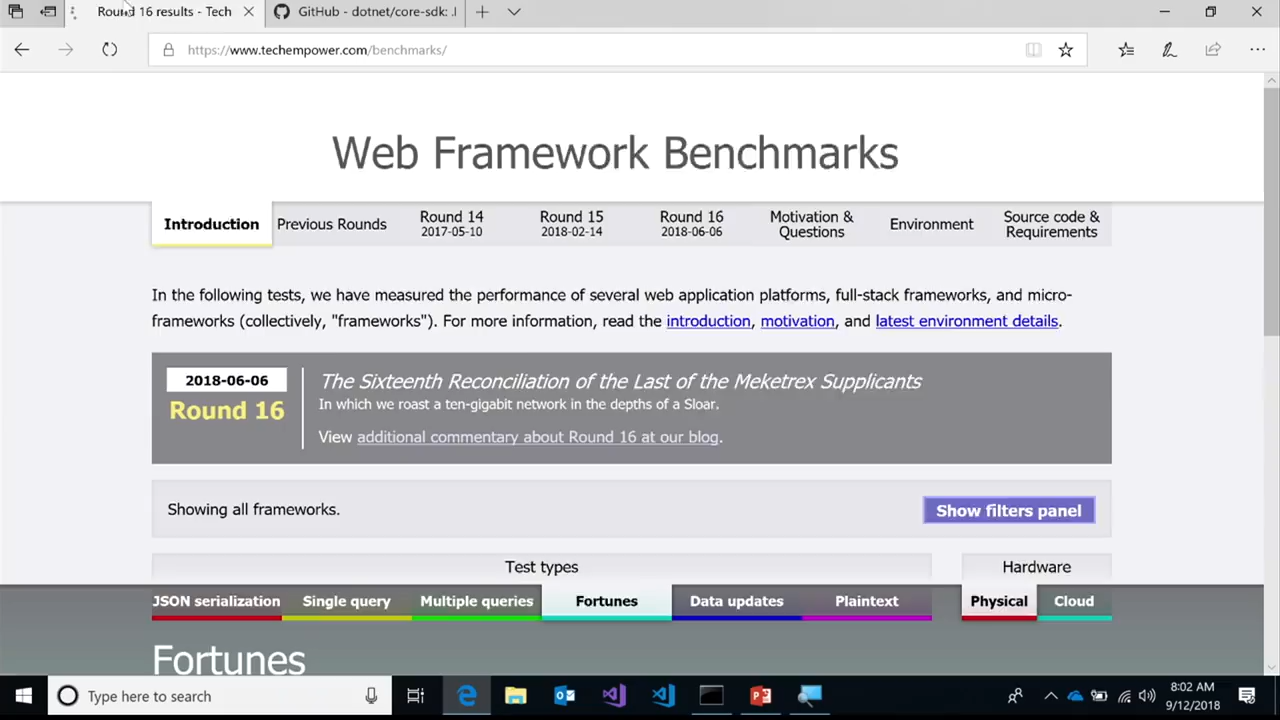 Round 16 results - Tech
GitHub - dotnet/core-sdk: .
https://www.techempower.com/benchmarks/
Web Framework Benchmarks
Introduction
Previous Rounds
Round 14
2017-05-10
Round 15
2018-02-14
Round 16
2018-06-06
Motivation &
Questions
Environment
Source code &
Requirements
In the following tests, we have measured the performance of several web application platforms, full-stack frameworks, and micro-
frameworks (collectively, "frameworks"). For more information, read the introduction, motivation, and latest environment details.
2018-06-06
Round 16
The Sixteenth Reconciliation of the Last of the Meketrex Supplicants
In which we roast a ten-gigabit network in the depths of a Sloar.
View additional commentary about Round 16 at our blog.
Showing all frameworks.
Show filters panel
Test types
Hardware
JSON serialization
Single query
Multiple queries
Fortunes
Data updates
Plaintext
Physical
Cloud
Fortunes
Type here to search
8:02 AM
9/12/2018